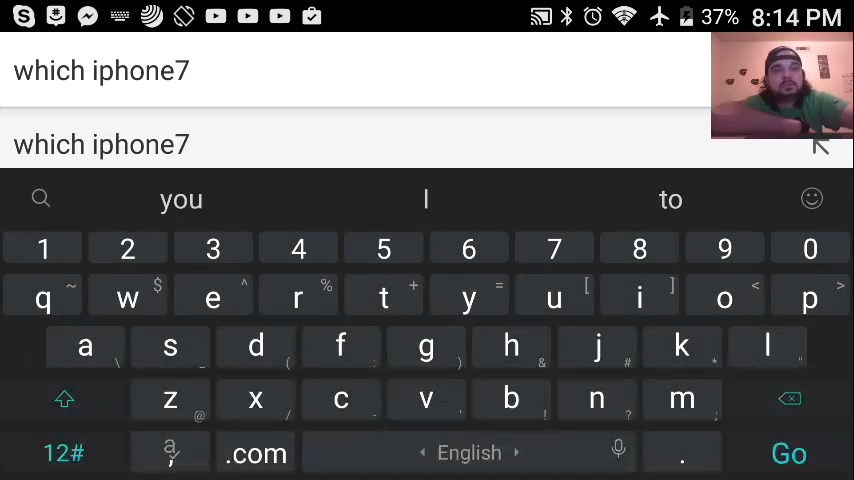 37% 8:14 PM
which iphone7
which iphone7
you I to
1 2 3 4 5 6 7 8 9 0
q ~ w $ e ^ r % t + y = u [ i ] o < p >
a \ s _ d ( f : g ) h & j # k * l "
z @ x / c - v ' b ! n ? m ;
12# a , .com English . Go